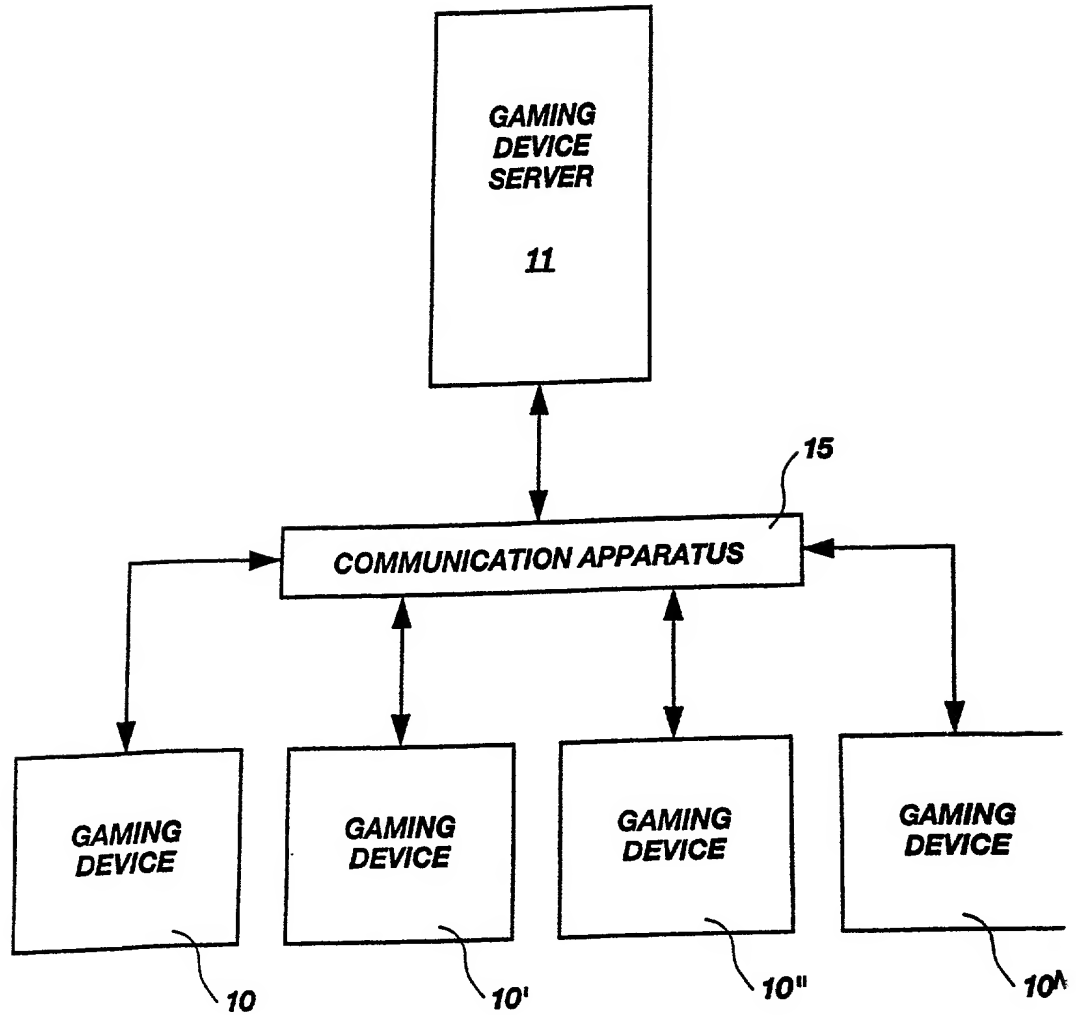 GAMING
DEVICE
SERVER
11
15
COMMUNICATION APPARATUS
GAMING
DEVICE
GAMING
DEVICE
GAMING
DEVICE
GAMING
DEVICE
10
10'
10"